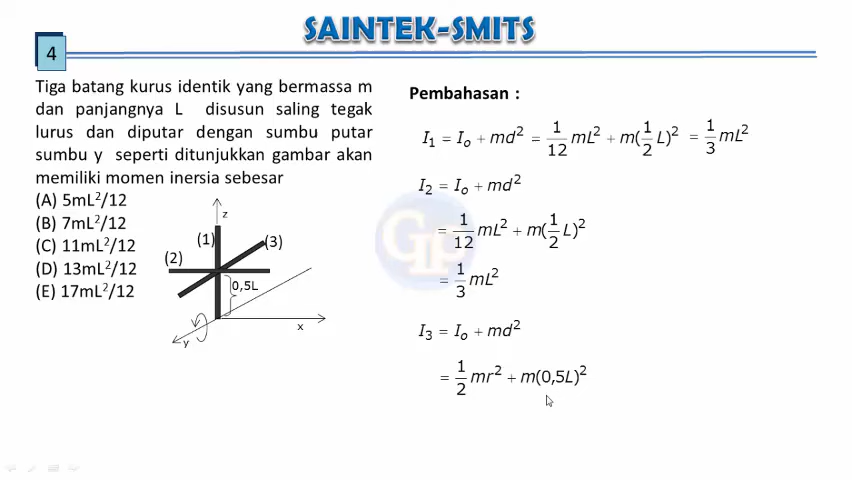 SAINTEK-SMITS
4
Tiga batang kurus identik yang bermassa m
dan panjangnya L disusun saling tegak
lurus dan diputar dengan sumbu putar
sumbu y seperti ditunjukkan gambar akan
memiliki momen inersia sebesar
(A) 5mL²/12
(B) 7mL²/12
(C) 11mL²/12
(D) 13mL²/12
(E) 17mL²/12
z
(1)
(3)
(2)
0,5L
x
y
Pembahasan :
I₁ = Iₒ + md² = 1/12 mL² + m(1/2 L)² = 1/3 mL²
I₂ = Iₒ + md²
= 1/12 mL² + m(1/2 L)²
= 1/3 mL²
I₃ = Iₒ + md²
= 1/2 mr² + m(0,5L)²